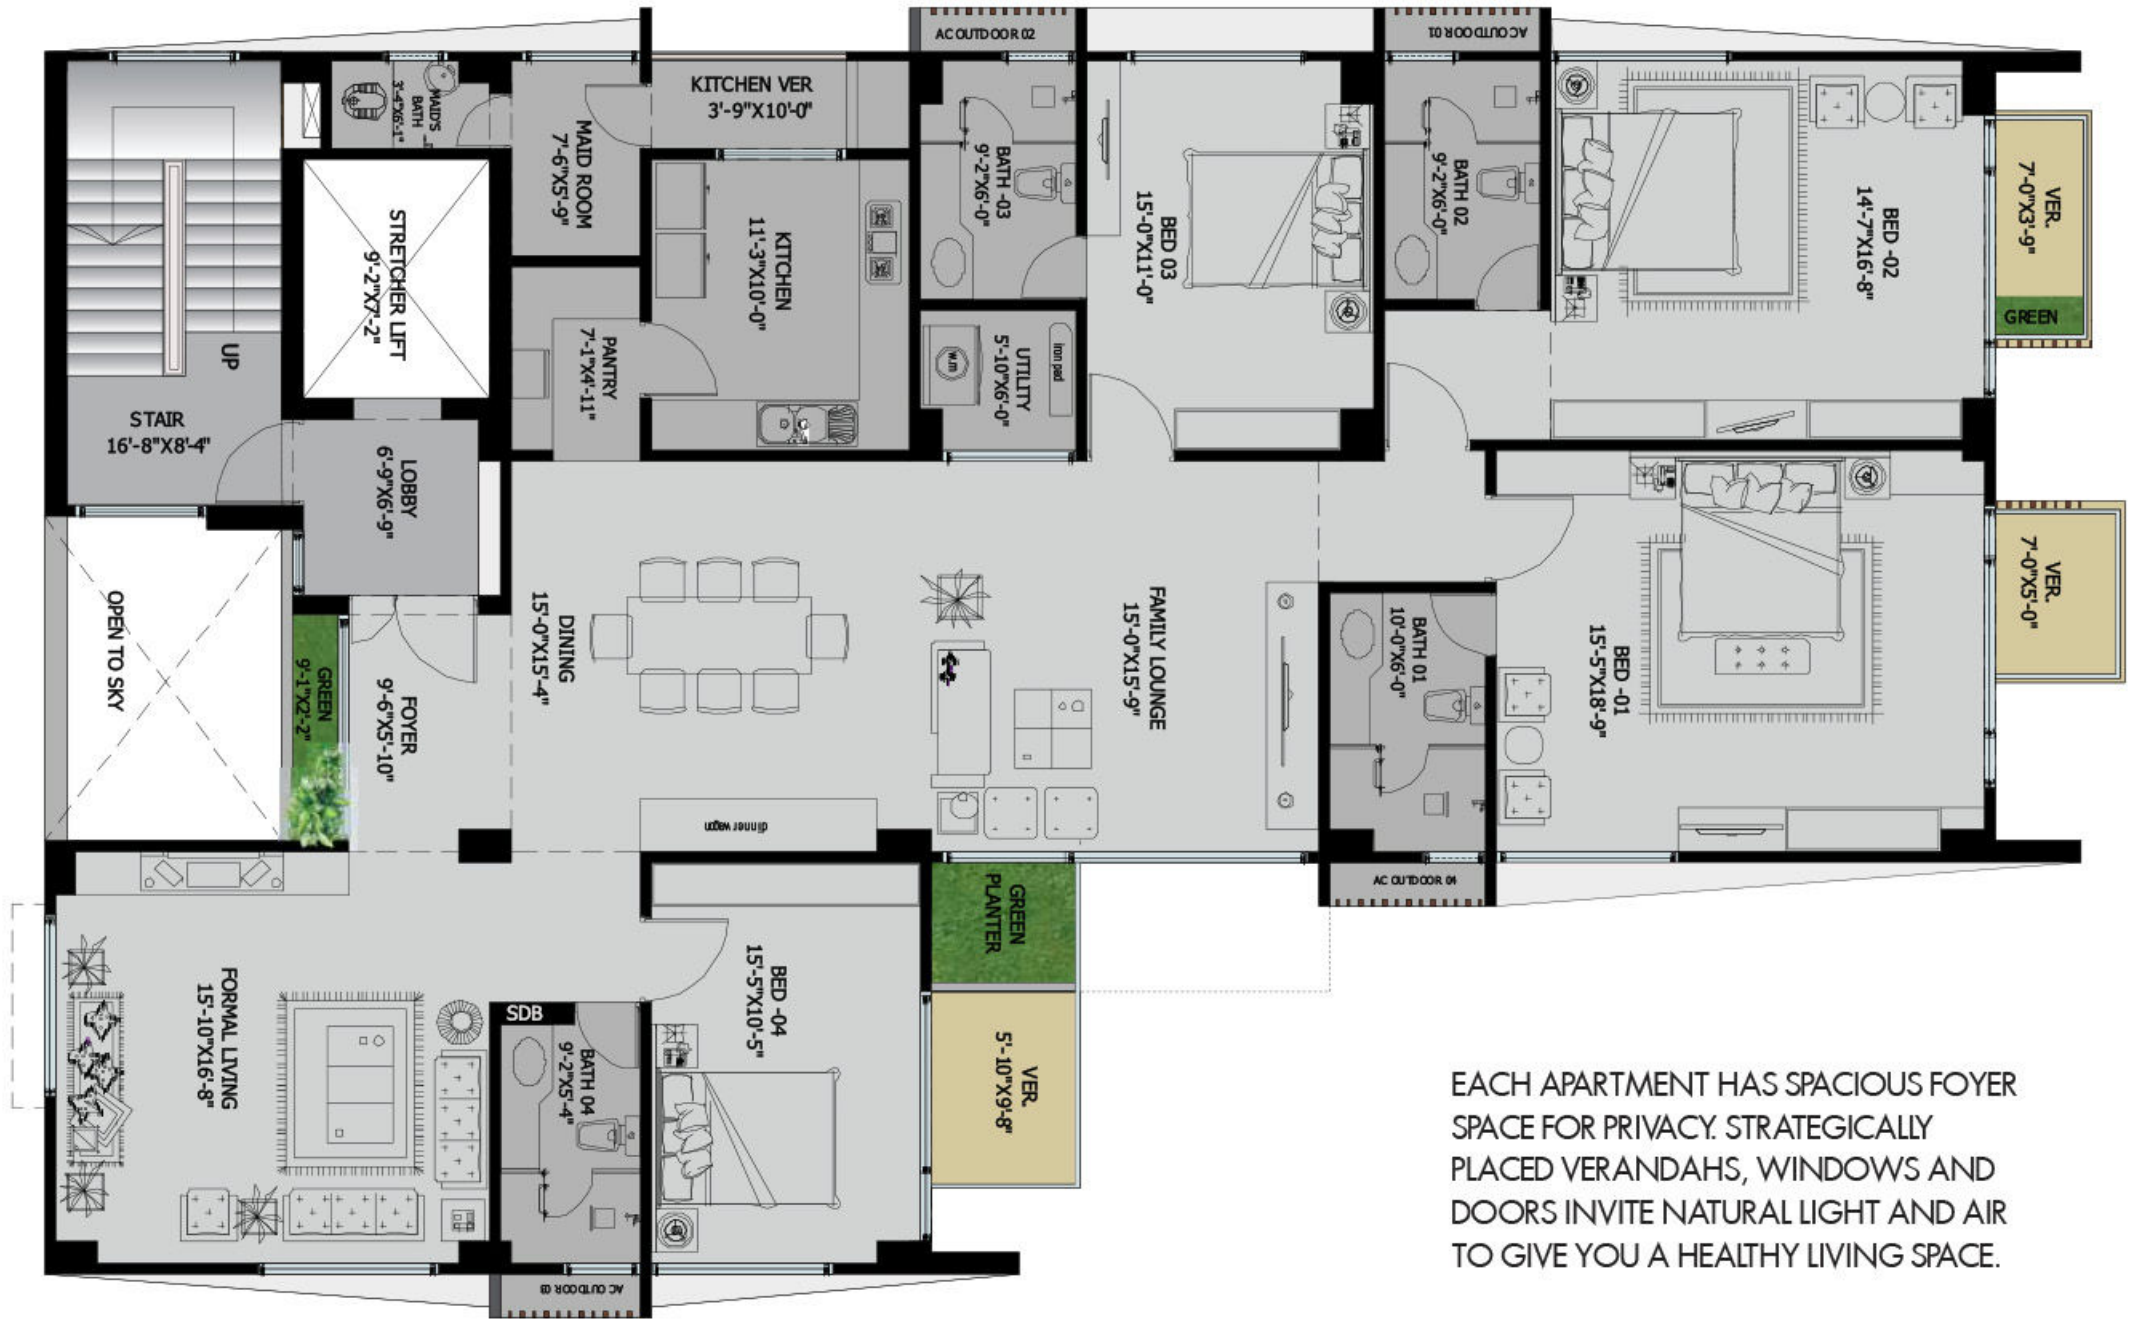 AC OUTDOOR 02
AC OUTDOOR 01
KITCHEN VER
3'-9"X10'-0"
MAID'S
BATH
3'-4"X6'-1"
MAID ROOM
7'-6"X5'-9"
BATH -03
9'-2"X6'-0"
BED 03
15'-0"X11'-0"
BATH 02
9'-2"X6'-0"
BED -02
14'-7"X16'-8"
VER.
7'-0"X3'-9"
GREEN
STRETCHER LIFT
9'-2"X7'-2"
KITCHEN
11'-3"X10'-0"
UP
PANTRY
7'-1"X4'-11"
w.m
UTILITY
5'-10"X6'-0"
iron pad
STAIR
16'-8"X8'-4"
LOBBY
6'-9"X6'-9"
OPEN TO SKY
GREEN
9'-1"X2'-2"
FOYER
9'-6"X5'-10"
DINING
15'-0"X15'-4"
FAMILY LOUNGE
15'-0"X15'-9"
BATH 01
10'-0"X6'-0"
BED -01
15'-5"X18'-9"
VER.
7'-0"X5'-0"
dinner wagon
AC OUTDOOR 04
GREEN
PLANTER
FORMAL LIVING
15'-10"X16'-8"
SDB
BATH 04
9'-2"X5'-4"
BED -04
15'-5"X10'-5"
VER.
5'-10"X9'-8"
AC OUTDOOR 03
EACH APARTMENT HAS SPACIOUS FOYER
SPACE FOR PRIVACY. STRATEGICALLY
PLACED VERANDAHS, WINDOWS AND
DOORS INVITE NATURAL LIGHT AND AIR
TO GIVE YOU A HEALTHY LIVING SPACE.